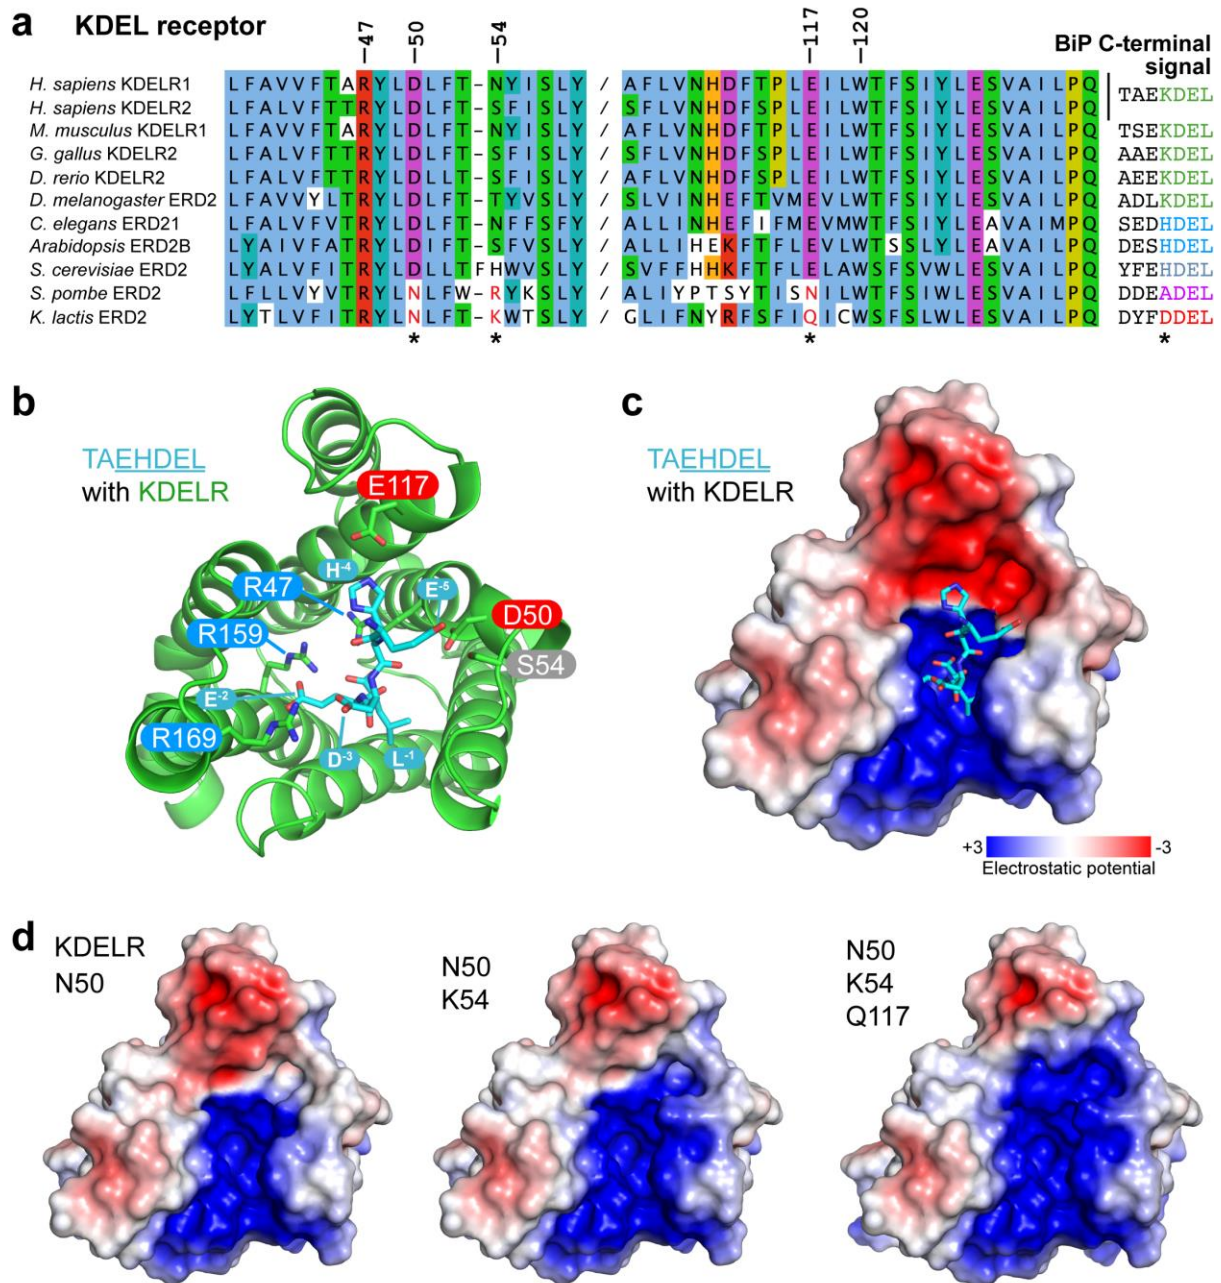 a KDEL receptor
–47 –50 –54 –117 –120
BiP C-terminal
signal
H. sapiens KDELR1 LFAVVFTARYLDLFT-NYISLY / AFLVNHDFTPLEILWTFSIYLESVAILPQ TAEKDEL
H. sapiens KDELR2 LFALVFTTRYLDLFT-SFISLY / SFLVNHDFSPLEILWTFSIYLESVAILPQ
M. musculus KDELR1 LFAVVFTARYLDLFT-NYISLY / AFLVNHDFTPLEILWTFSIYLESVAILPQ TSEKDEL
G. gallus KDELR2 LFALVFTTRYLDLFT-SFISLY / SFLVNHDFSPLEILWTFSIYLESVAILPQ AAEKDEL
D. rerio KDELR2 LFALVFTTRYLDLFT-SFISLY / AFLVNHDFSPLEILWTFSIYLESVAILPQ AEEKDEL
D. melanogaster ERD2 LFALVYLTRYLDLFT-TYVSLY / SLVINHDFTVMEVLWTFSIYLESVAILPQ ADLKDEL
C. elegans ERD21 LFAVVFVTRYLDLFT-NFFSFY / ALLINHEFIFMEVMWTFSIYLEAVAIMPQ SEDHDEL
Arabidopsis ERD2B LYAIVFATRYLDIFT-SFVSLY / ALLIHEKFTFLEVLWTSSLYLEAVAILPQ DESHDEL
S. cerevisiae ERD2 LYALVFITRYLDLLTFHWVSLY / SVFFHHKFTFLELAWSFSVWLESVAILPQ YFEHDEL
S. pombe ERD2 LFLLVYVTRYLNLFW-RYKSLY / ALIYPTSYTISNILWTFSIWLESVAILPQ DDEADEL
K. lactis ERD2 LYTLVFITRYLNLFT-KWTSLY / GLIFNYRFSFIQICWSFSLWLESVAILPQ DYFDDEL
* * * *
b
TAEHDEL
with KDELR
E117
H-4
R47
E-5
R159
D50
S54
E-2
R169
D-3
L-1
c
TAEHDEL
with KDELR
+3 -3
Electrostatic potential
d
KDELR
N50
N50
K54
N50
K54
Q117